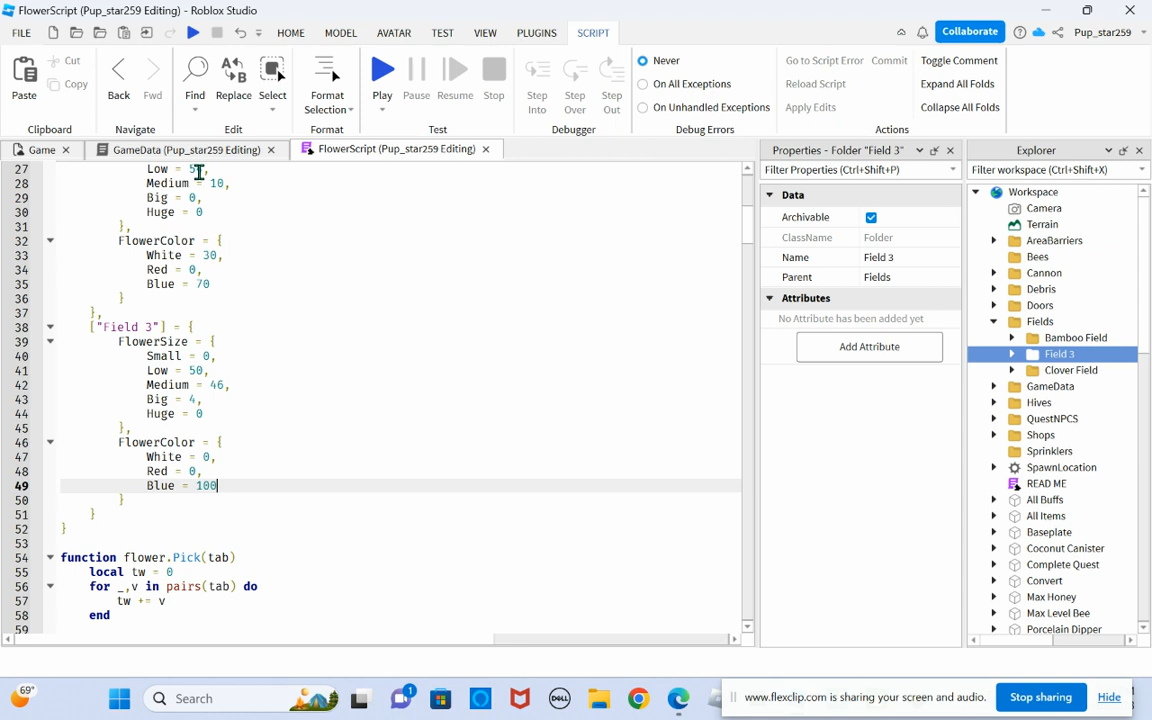 FlowerScript (Pup_star259 Editing) - Roblox Studio
FILE HOME MODEL AVATAR TEST VIEW PLUGINS SCRIPT Collaborate Pup_star259
Paste Cut Copy Back Fwd Find Replace Select Format Selection Play Pause Resume Stop Step Into Step Over Step Out
Never
On All Exceptions
On Unhandled Exceptions
Go to Script Error Commit Toggle Comment
Reload Script Expand All Folds
Apply Edits Collapse All Folds
Clipboard Navigate Edit Format Test Debugger Debug Errors Actions
Game GameData (Pup_star259 Editing) FlowerScript (Pup_star259 Editing)
27 Low =
28 Medium = 10,
29 Big = 0,
30 Huge = 0
31 },
32 FlowerColor = {
33 White = 30,
34 Red = 0,
35 Blue = 70
36 }
37 },
38 ["Field 3"] = {
39 FlowerSize = {
40 Small = 0,
41 Low = 50,
42 Medium = 46,
43 Big = 4,
44 Huge = 0
45 },
46 FlowerColor = {
47 White = 0,
48 Red = 0,
49 Blue = 100
50 }
51 }
52 }
53
54 function flower.Pick(tab)
55 local tw = 0
56 for _,v in pairs(tab) do
57 tw += v
58 end
59
Properties - Folder "Field 3"
Filter Properties (Ctrl+Shift+P)
Data
Archivable
ClassName Folder
Name Field 3
Parent Fields
Attributes
No Attribute has been added yet
Add Attribute
Explorer
Filter workspace (Ctrl+Shift+X)
Workspace
Camera
Terrain
AreaBarriers
Bees
Cannon
Debris
Doors
Fields
Bamboo Field
Field 3
Clover Field
GameData
Hives
QuestNPCS
Shops
Sprinklers
SpawnLocation
READ ME
All Buffs
All Items
Baseplate
Coconut Canister
Complete Quest
Convert
Max Honey
Max Level Bee
Porcelain Dipper
69°
Search
1
DELL
www.flexclip.com is sharing your screen and audio.
Stop sharing
Hide